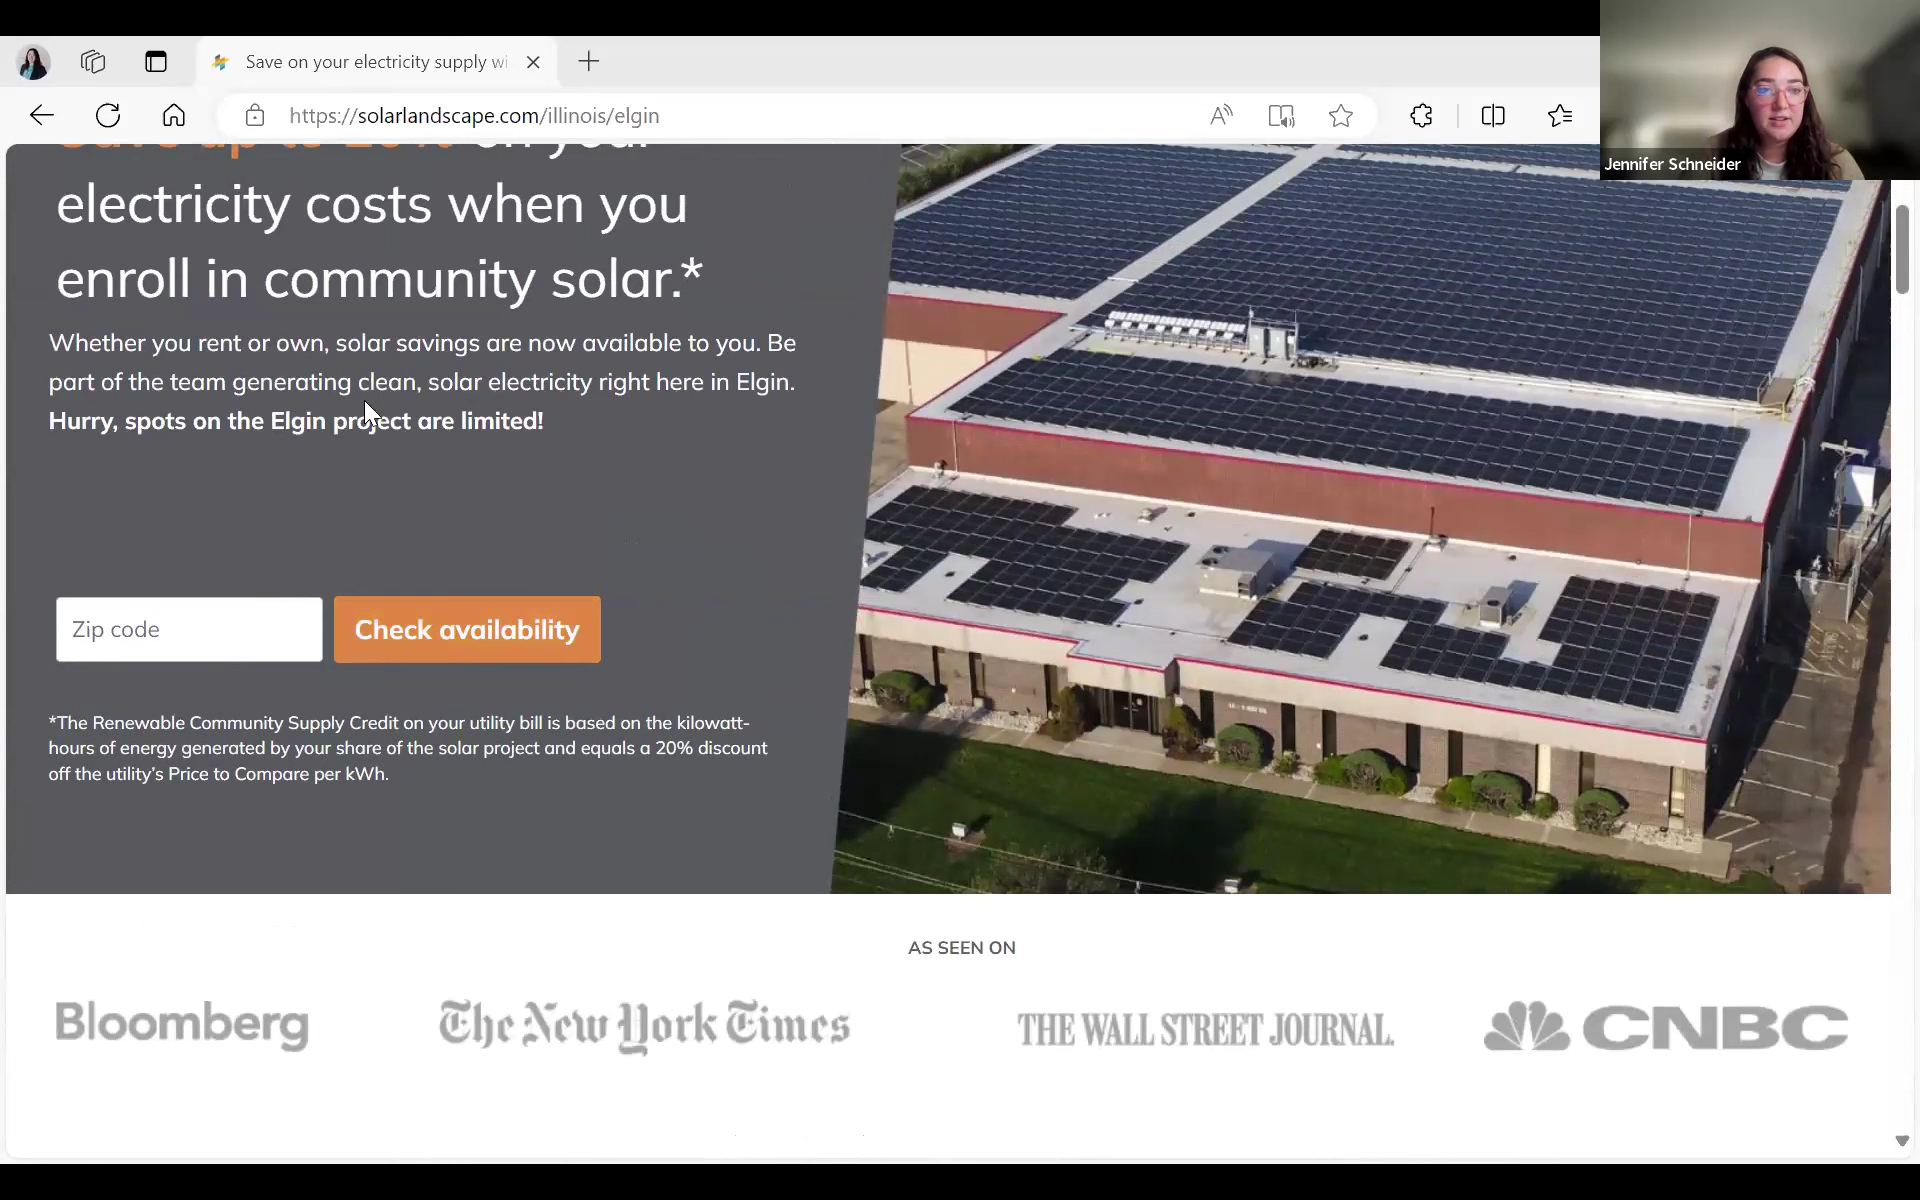 Save on your electricity supply wi
https://solarlandscape.com/illinois/elgin
Jennifer Schneider
on your
electricity costs when you
enroll in community solar.*
Whether you rent or own, solar savings are now available to you. Be
part of the team generating clean, solar electricity right here in Elgin.
Hurry, spots on the Elgin project are limited!
Zip code
Check availability
*The Renewable Community Supply Credit on your utility bill is based on the kilowatt-
hours of energy generated by your share of the solar project and equals a 20% discount
off the utility's Price to Compare per kWh.
AS SEEN ON
Bloomberg
The New York Times
THE WALL STREET JOURNAL.
CNBC